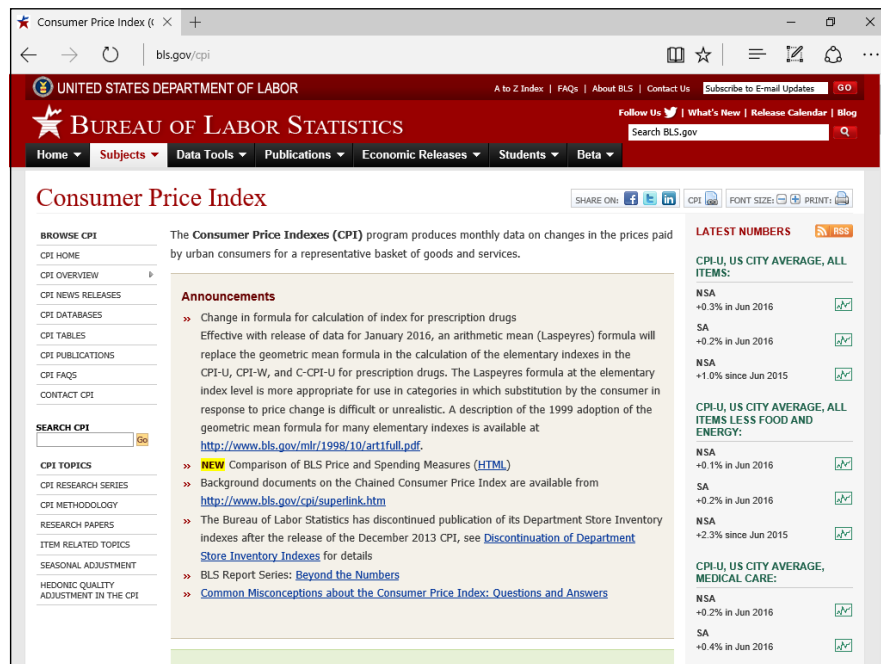 Consumer Price Index (C
bls.gov/cpi
UNITED STATES DEPARTMENT OF LABOR
A to Z Index | FAQs | About BLS | Contact Us Subscribe to E-mail Updates GO
Follow Us | What's New | Release Calendar | Blog
BUREAU OF LABOR STATISTICS
Search BLS.gov
Home Subjects Data Tools Publications Economic Releases Students Beta
Consumer Price Index
SHARE ON: CPI FONT SIZE: PRINT:
BROWSE CPI
CPI HOME
CPI OVERVIEW
CPI NEWS RELEASES
CPI DATABASES
CPI TABLES
CPI PUBLICATIONS
CPI FAQS
CONTACT CPI
SEARCH CPI
Go
CPI TOPICS
CPI RESEARCH SERIES
CPI METHODOLOGY
RESEARCH PAPERS
ITEM RELATED TOPICS
SEASONAL ADJUSTMENT
HEDONIC QUALITY
ADJUSTMENT IN THE CPI
The Consumer Price Indexes (CPI) program produces monthly data on changes in the prices paid
by urban consumers for a representative basket of goods and services.
Announcements
» Change in formula for calculation of index for prescription drugs
Effective with release of data for January 2016, an arithmetic mean (Laspeyres) formula will
replace the geometric mean formula in the calculation of the elementary indexes in the
CPI-U, CPI-W, and C-CPI-U for prescription drugs. The Laspeyres formula at the elementary
index level is more appropriate for use in categories in which substitution by the consumer in
response to price change is difficult or unrealistic. A description of the 1999 adoption of the
geometric mean formula for many elementary indexes is available at
http://www.bls.gov/mlr/1998/10/art1full.pdf.
» NEW Comparison of BLS Price and Spending Measures (HTML)
» Background documents on the Chained Consumer Price Index are available from
http://www.bls.gov/cpi/superlink.htm
» The Bureau of Labor Statistics has discontinued publication of its Department Store Inventory
indexes after the release of the December 2013 CPI, see Discontinuation of Department
Store Inventory Indexes for details
» BLS Report Series: Beyond the Numbers
» Common Misconceptions about the Consumer Price Index: Questions and Answers
LATEST NUMBERS RSS
CPI-U, US CITY AVERAGE, ALL
ITEMS:
NSA
+0.3% in Jun 2016
SA
+0.2% in Jun 2016
NSA
+1.0% since Jun 2015
CPI-U, US CITY AVERAGE, ALL
ITEMS LESS FOOD AND
ENERGY:
NSA
+0.1% in Jun 2016
SA
+0.2% in Jun 2016
NSA
+2.3% since Jun 2015
CPI-U, US CITY AVERAGE,
MEDICAL CARE:
NSA
+0.2% in Jun 2016
SA
+0.4% in Jun 2016